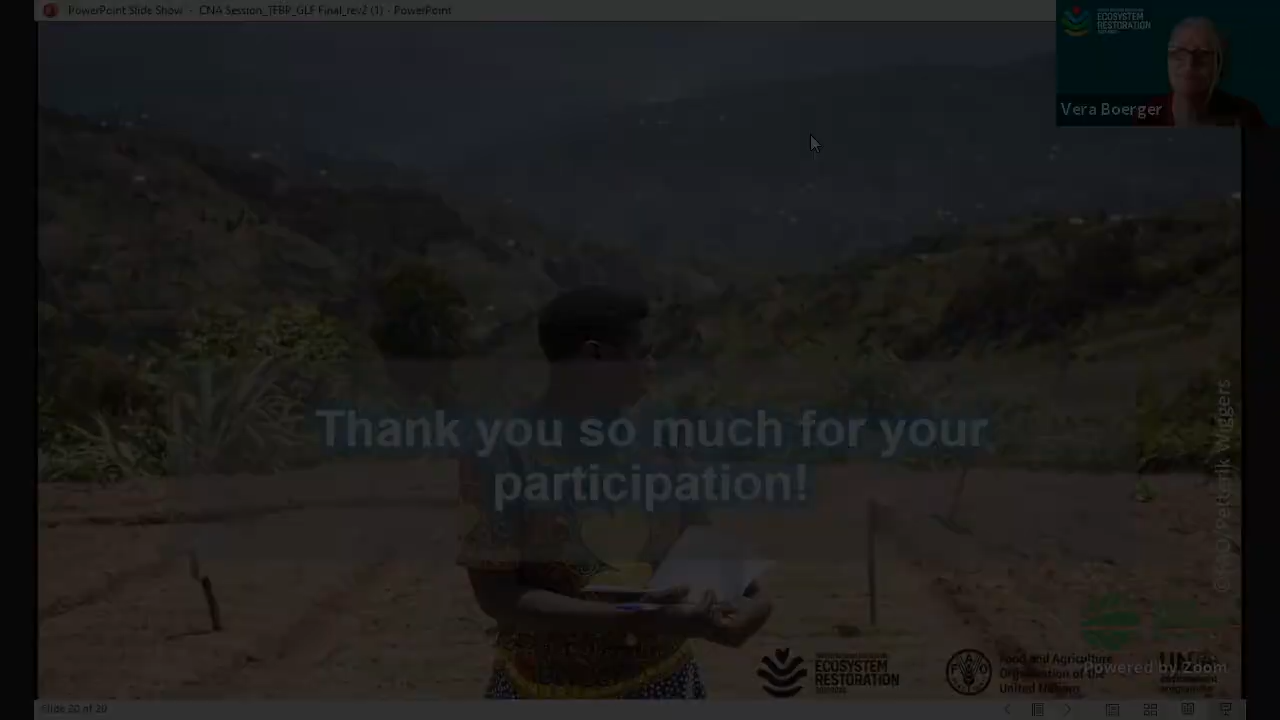 PowerPoint Slide Show - CNA Session_TFBP_GLF Final_rev2 (1) - PowerPoint
ECOSYSTEM
RESTORATION
Vera Boerger
Thank you so much for your
participation!
ECOSYSTEM
RESTORATION
Food and Agriculture
Organization of the
United Nations
Powered by Zoom
Slide 20 of 20